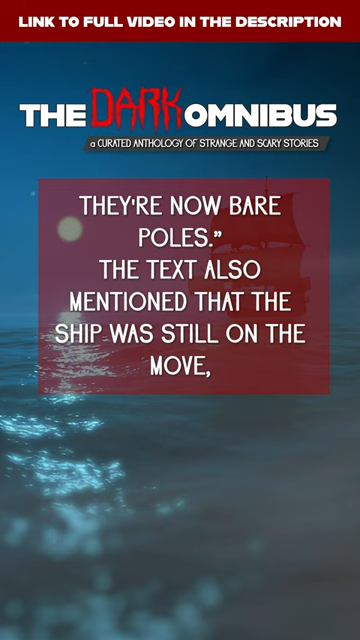 LINK TO FULL VIDEO IN THE DESCRIPTION
THE DARK OMNIBUS
a CURATED ANTHOLOGY OF STRANGE AND SCARY STORIES
THEY'RE NOW BARE
POLES.”
THE TEXT ALSO
MENTIONED THAT THE
SHIP WAS STILL ON THE
MOVE,